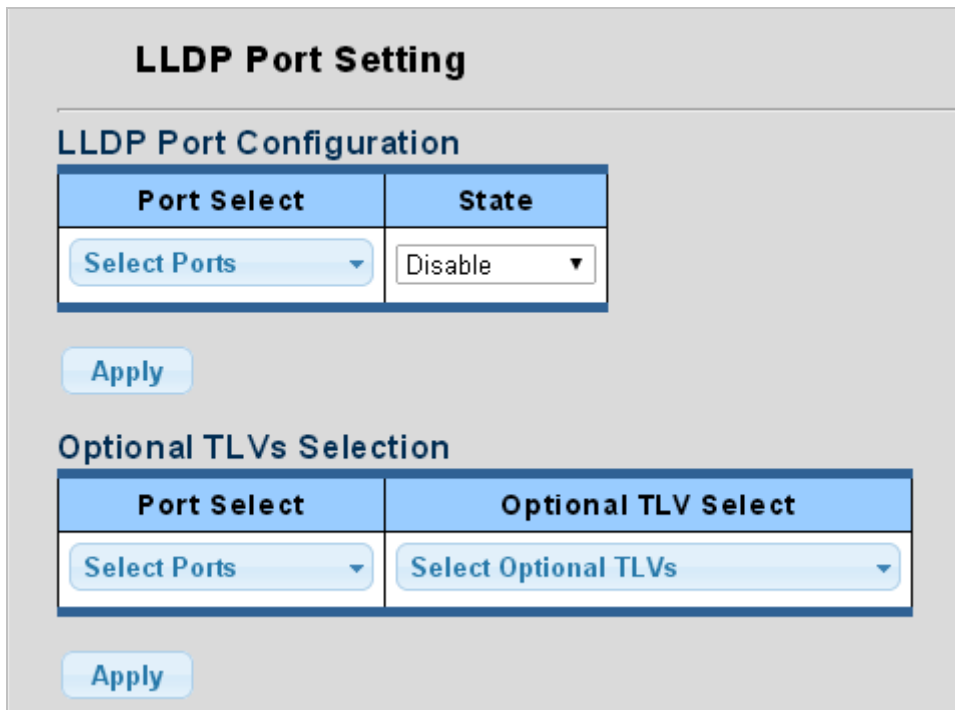 LLDP Port Setting
LLDP Port Configuration
Port Select State
Select Ports Disable
Apply
Optional TLVs Selection
Port Select Optional TLV Select
Select Ports Select Optional TLVs
Apply